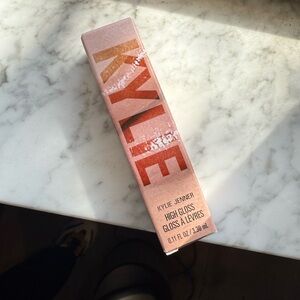 KYLIE
KYLIE JENNER
HIGH GLOSS
GLOSS À LÈVRES
0.11 FL OZ / 3.30 mL